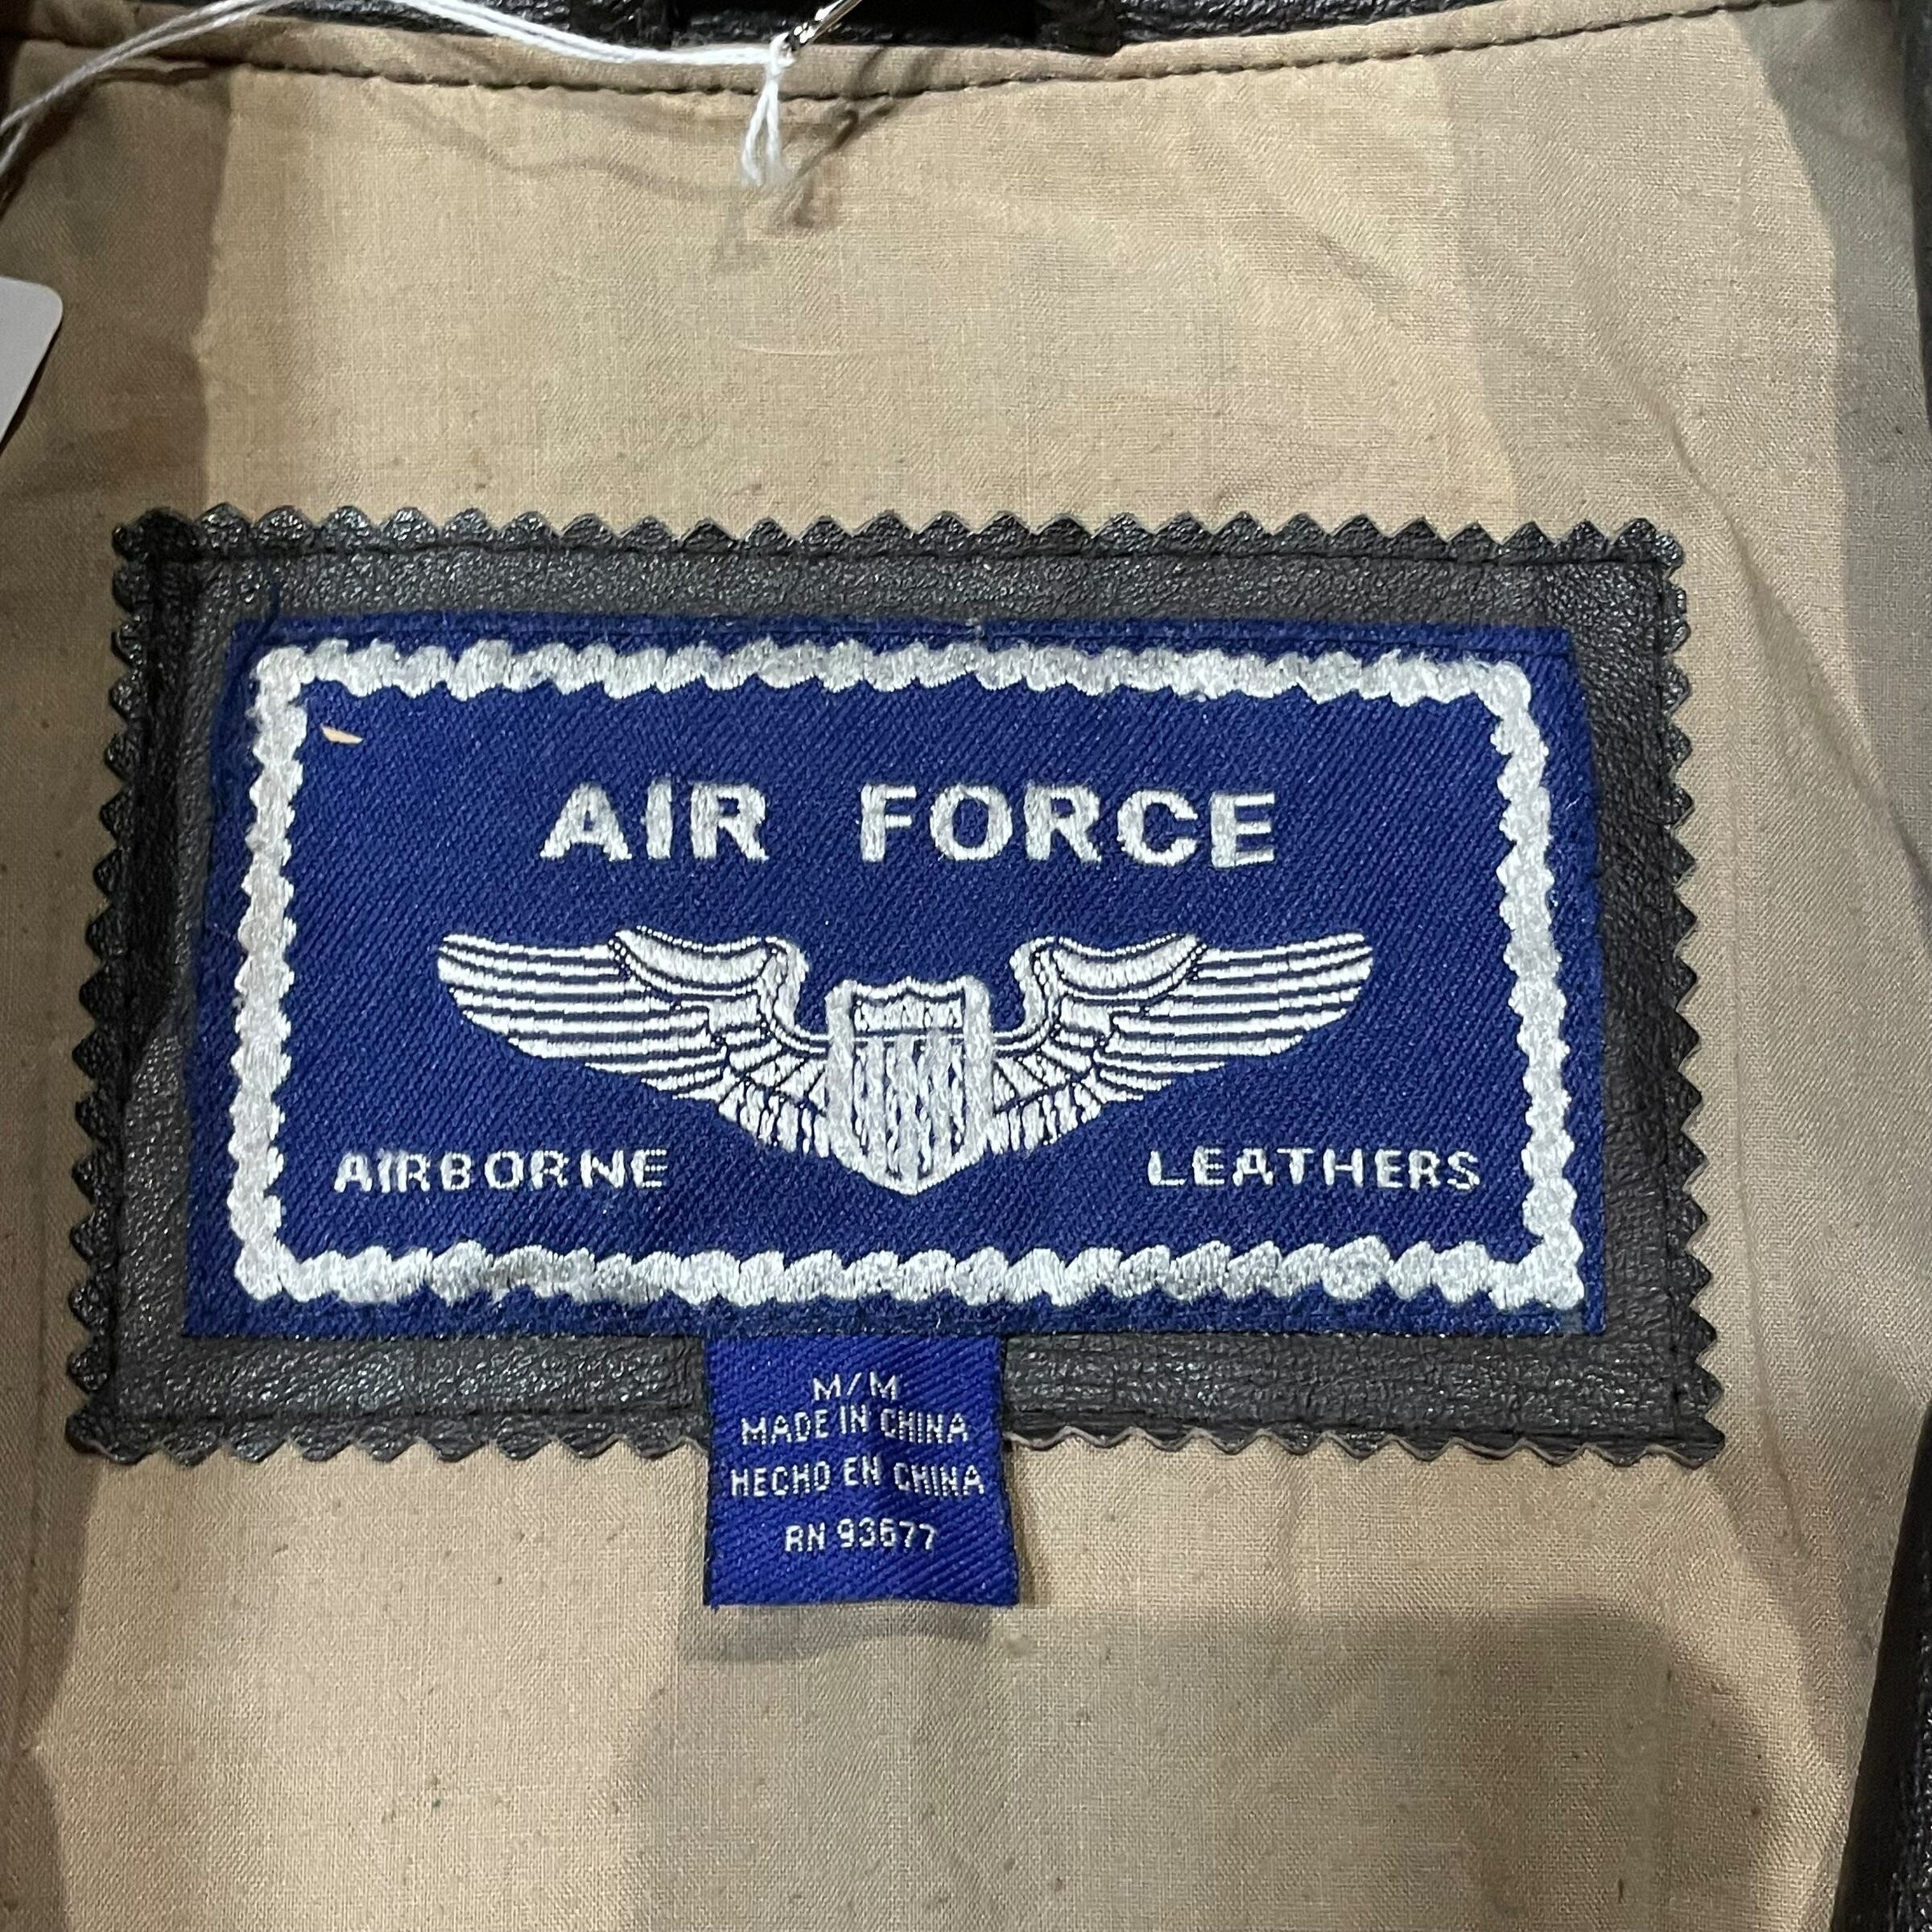 AIR FORCE
AIRBORNE LEATHERS
M/M
MADE IN CHINA
HECHO EN CHINA
RN 93677